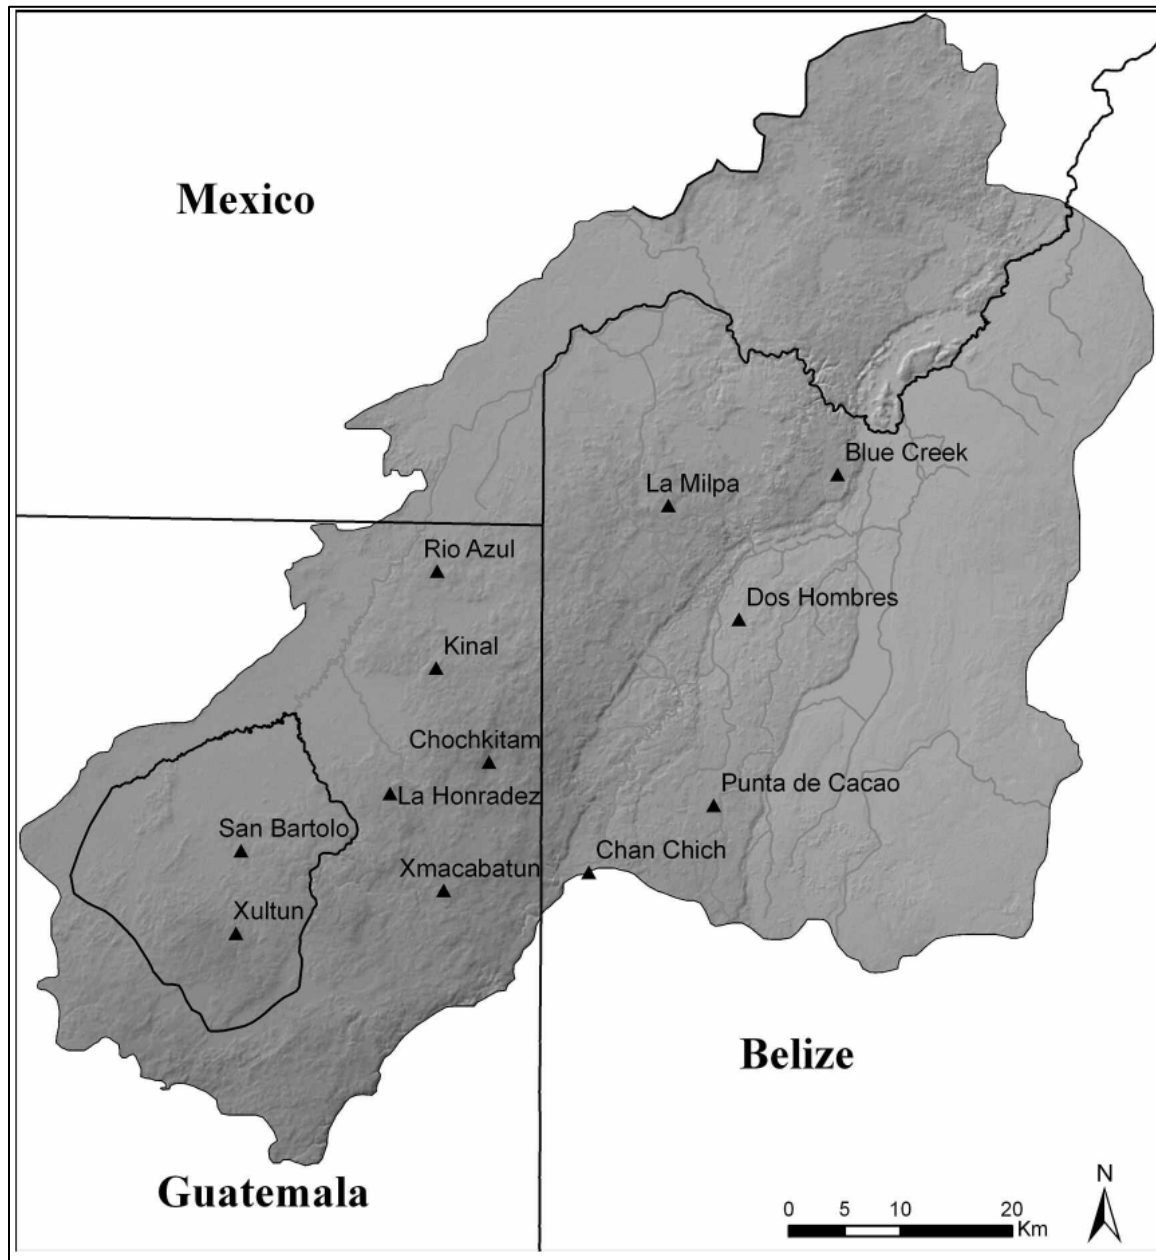 Mexico
Blue Creek
La Milpa
Rio Azul
Dos Hombres
Kinal
Chochkitam
Punta de Cacao
La Honradez
San Bartolo
Chan Chich
Xmacabatun
Xultun
Belize
Guatemala
N
0 5 10 20
Km